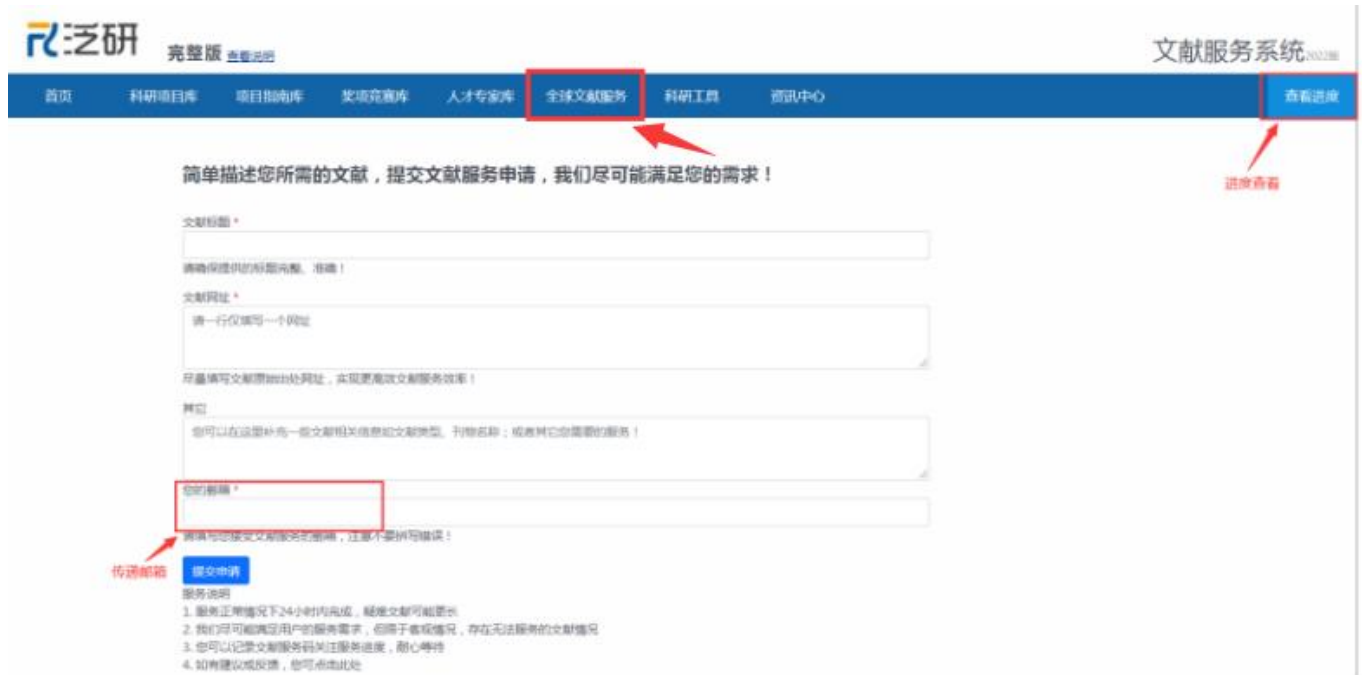 泛研 完整版 查看说明
文献服务系统2022版
首页 科研项目库 项目指南库 奖项竞赛库 人才专家库 全球文献服务 科研工具 资讯中心 查看进度
进度查看
简单描述您所需的文献，提交文献服务申请，我们尽可能满足您的需求！
文献标题 *
请确保提供的标题完整、准确！
文献网址 *
请一行仅填写一个网址
尽量填写文献原始出处网址，实现更高效文献服务效率！
其它
您可以在这里补充一些文献相关信息如文献类型、刊物名称；或者其它您需要的服务！
您的邮箱 *
请填写您接受文献服务的邮箱，注意不要拼写错误！
传递邮箱
提交申请
服务说明
1. 服务正常情况下24小时内完成，疑难文献可能更长
2. 我们尽可能满足用户的服务需求，但限于客观情况，存在无法服务的文献情况
3. 您可以记录文献服务码关注服务进度，耐心等待
4. 如有建议或反馈，您可点击此处